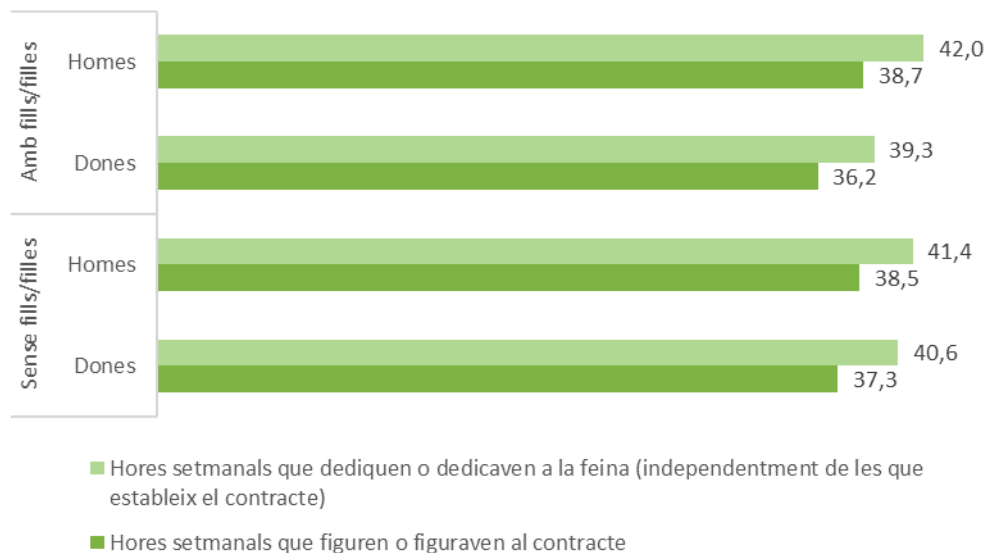 Amb fills/filles
Homes
42,0
38,7
Dones
39,3
36,2
Sense fills/filles
Homes
41,4
38,5
Dones
40,6
37,3
Hores setmanals que dediquen o dedicaven a la feina (independentment de les que
estableix el contracte)
Hores setmanals que figuren o figuraven al contracte